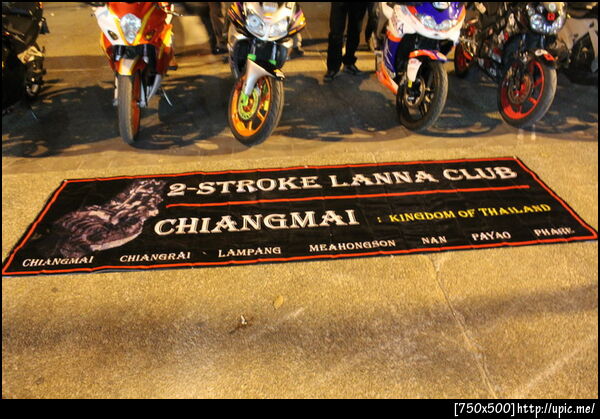 2-STROKE LANNA CLUB
CHIANGMAI : KINGDOM OF THAILAND
CHIANGMAI CHIANGRAI LAMPANG MEAHONGSON NAN PAYAO PHARE
[750x500] http://upic.me/